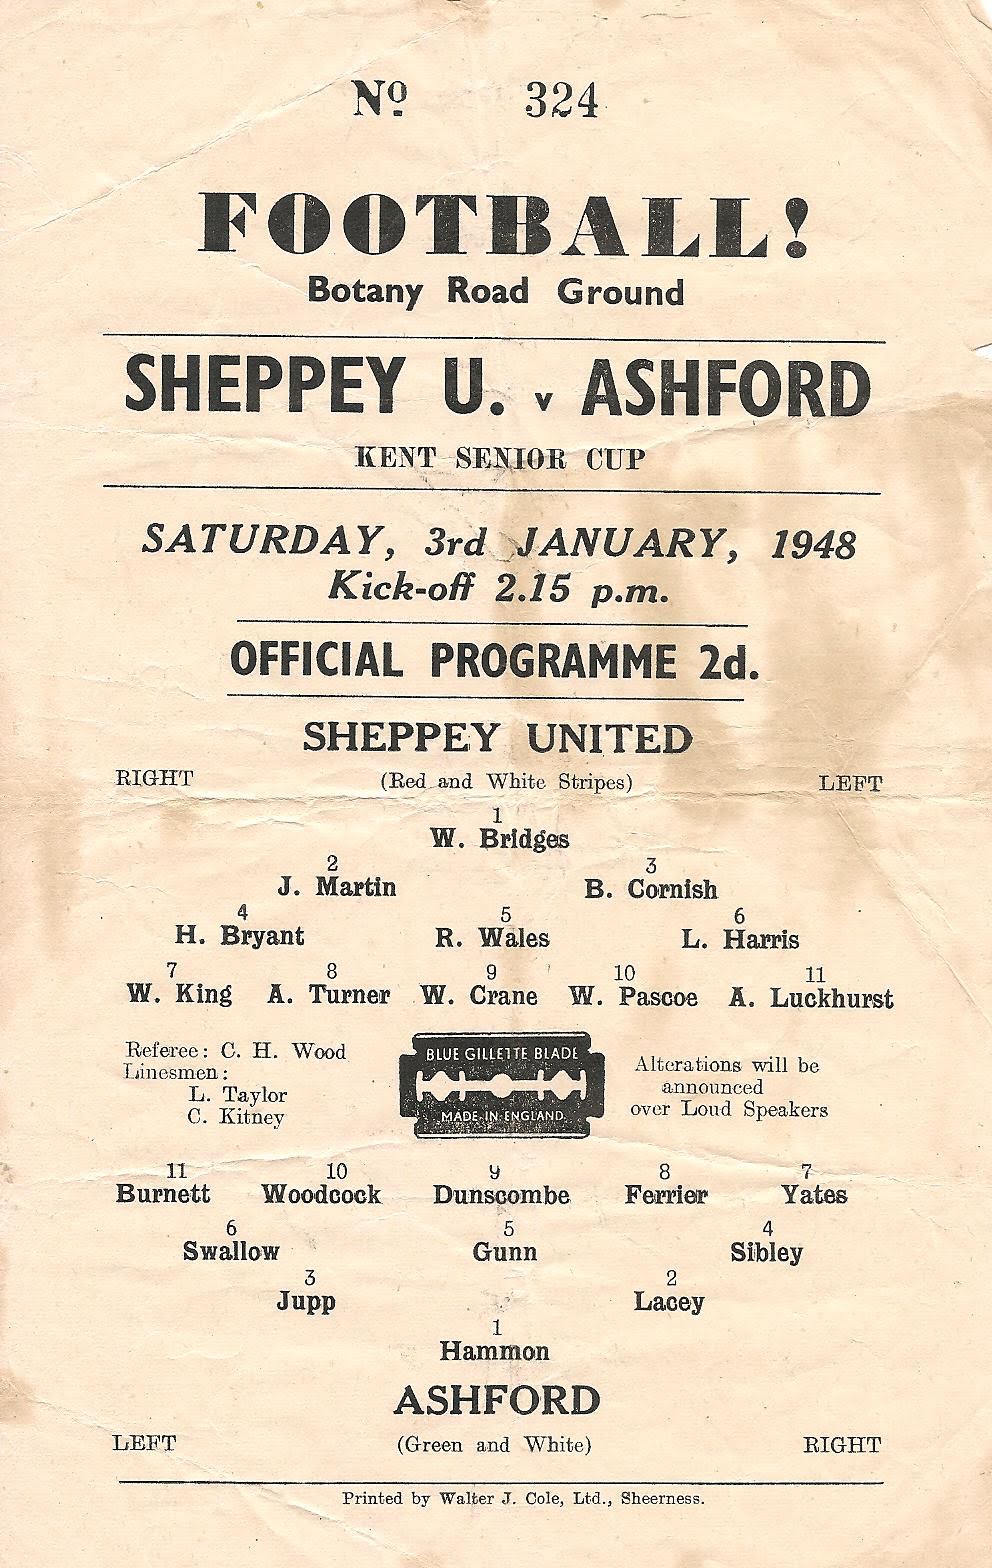 Nº 324
FOOTBALL!
Botany Road Ground
SHEPPEY U. v ASHFORD
KENT SENIOR CUP
SATURDAY, 3rd JANUARY, 1948
Kick-off 2.15 p.m.
OFFICIAL PROGRAMME 2d.
SHEPPEY UNITED
RIGHT (Red and White Stripes) LEFT
1
W. Bridges
2 3
J. Martin B. Cornish
4 5 6
H. Bryant R. Wales L. Harris
7 8 9 10 11
W. King A. Turner W. Crane W. Pascoe A. Luckhurst
Referee: C. H. Wood
Linesmen:
L. Taylor
C. Kitney
BLUE GILLETTE BLADE
MADE IN ENGLAND
Alterations will be
announced
over Loud Speakers
11 10 9 8 7
Burnett Woodcock Dunscombe Ferrier Yates
6 5 4
Swallow Gunn Sibley
3 2
Jupp Lacey
1
Hammon
ASHFORD
LEFT (Green and White) RIGHT
Printed by Walter J. Cole, Ltd., Sheerness.